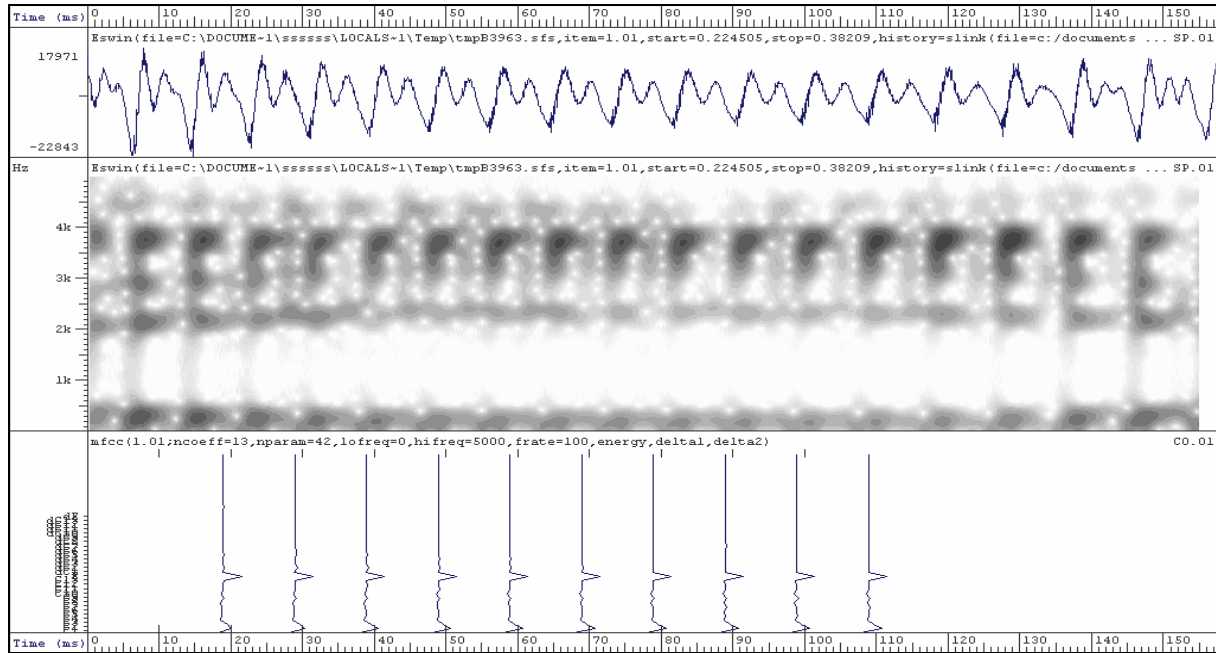 Time (ms) 0 10 20 30 40 50 60 70 80 90 100 110 120 130 140 150
Eswin(file=C:\DOCUME~1\ssssss\LOCALS~1\Temp\tmpB3963.sfs,item=1.01,start=0.224505,stop=0.38209,history=slink(file=c:/documents ... SP.01
17971
-22843
Hz Eswin(file=C:\DOCUME~1\ssssss\LOCALS~1\Temp\tmpB3963.sfs,item=1.01,start=0.224505,stop=0.38209,history=slink(file=c:/documents ... SP.01
4k
3k
2k
1k
mfcc(1.01;ncoeff=13,nparam=42,lofreq=0,hifreq=5000,frate=100,energy,delta1,delta2) CO.01
Time (ms) 0 10 20 30 40 50 60 70 80 90 100 110 120 130 140 150